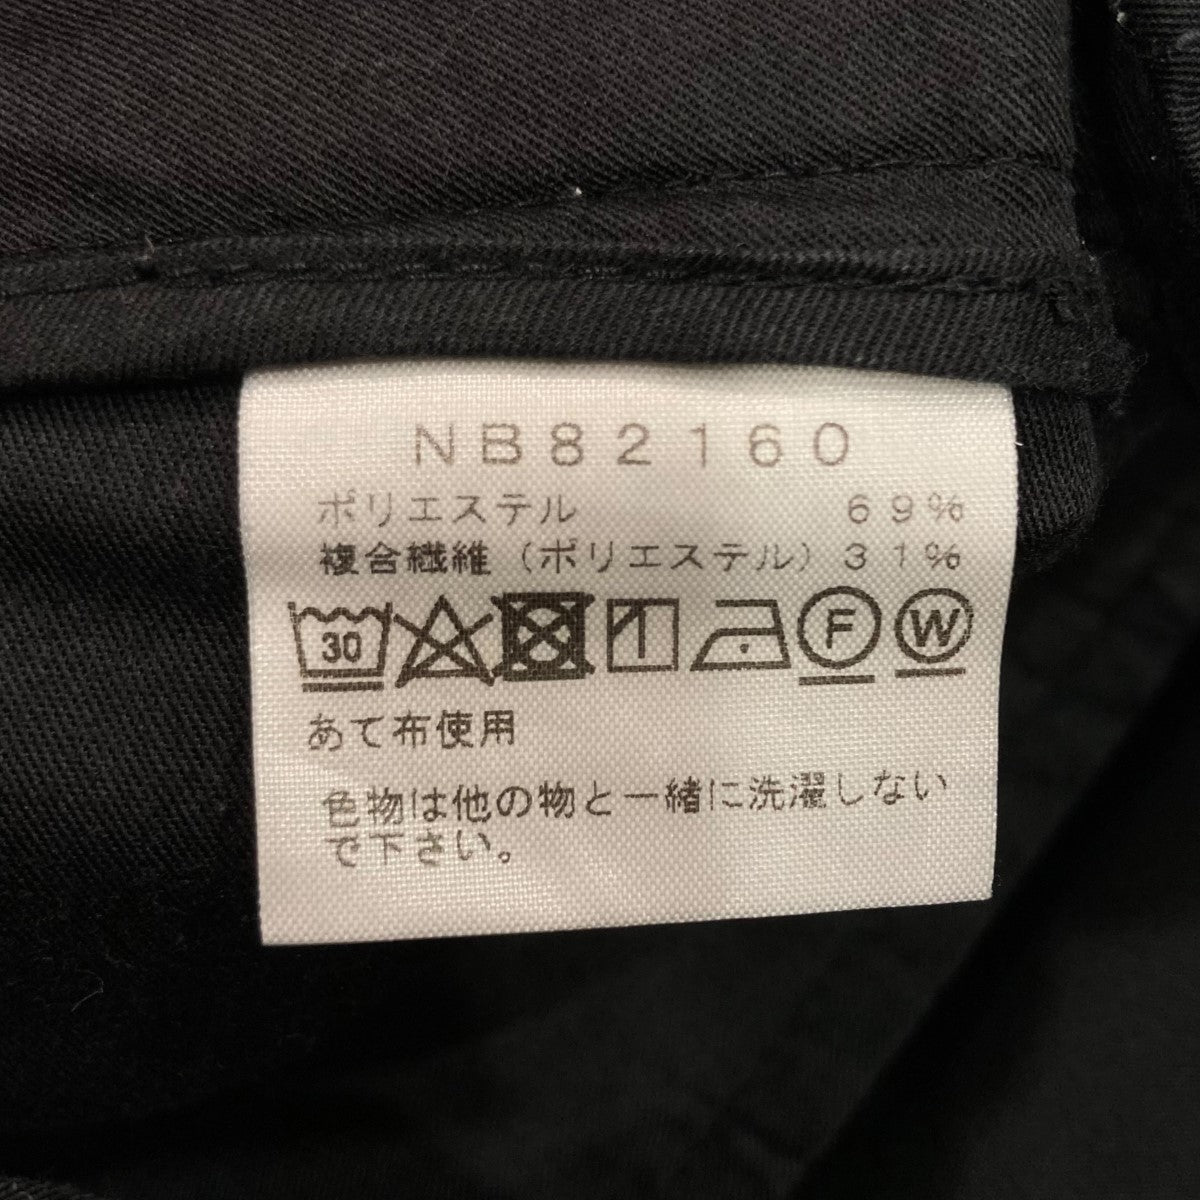 NB82160
ポリエステル 69%
複合繊維(ポリエステル)31%
30 F W
あて布使用
色物は他の物と一緒に洗濯しない
で下さい。